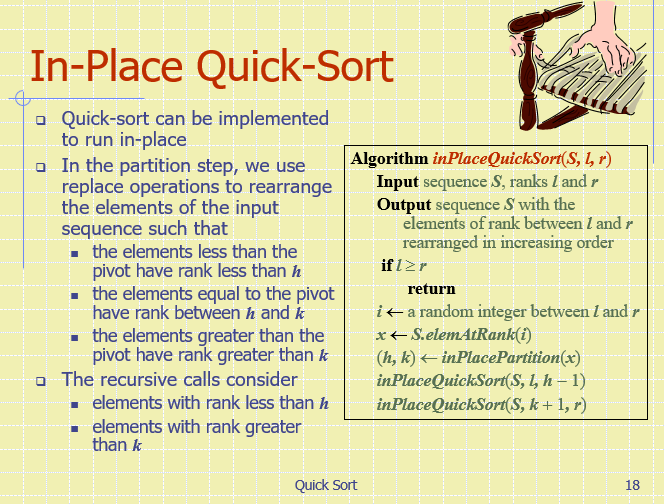 In-Place Quick-Sort
Quick-sort can be implemented
to run in-place
In the partition step, we use
replace operations to rearrange
the elements of the input
sequence such that
the elements less than the
pivot have rank less than h
the elements equal to the pivot
have rank between h and k
the elements greater than the
pivot have rank greater than k
The recursive calls consider
elements with rank less than h
elements with rank greater
than k
Algorithm inPlaceQuickSort(S, l, r)
Input sequence S, ranks l and r
Output sequence S with the
elements of rank between l and r
rearranged in increasing order
if l ≥ r
return
i ← a random integer between l and r
x ← S.elemAtRank(i)
(h, k) ← inPlacePartition(x)
inPlaceQuickSort(S, l, h − 1)
inPlaceQuickSort(S, k + 1, r)
Quick Sort
18